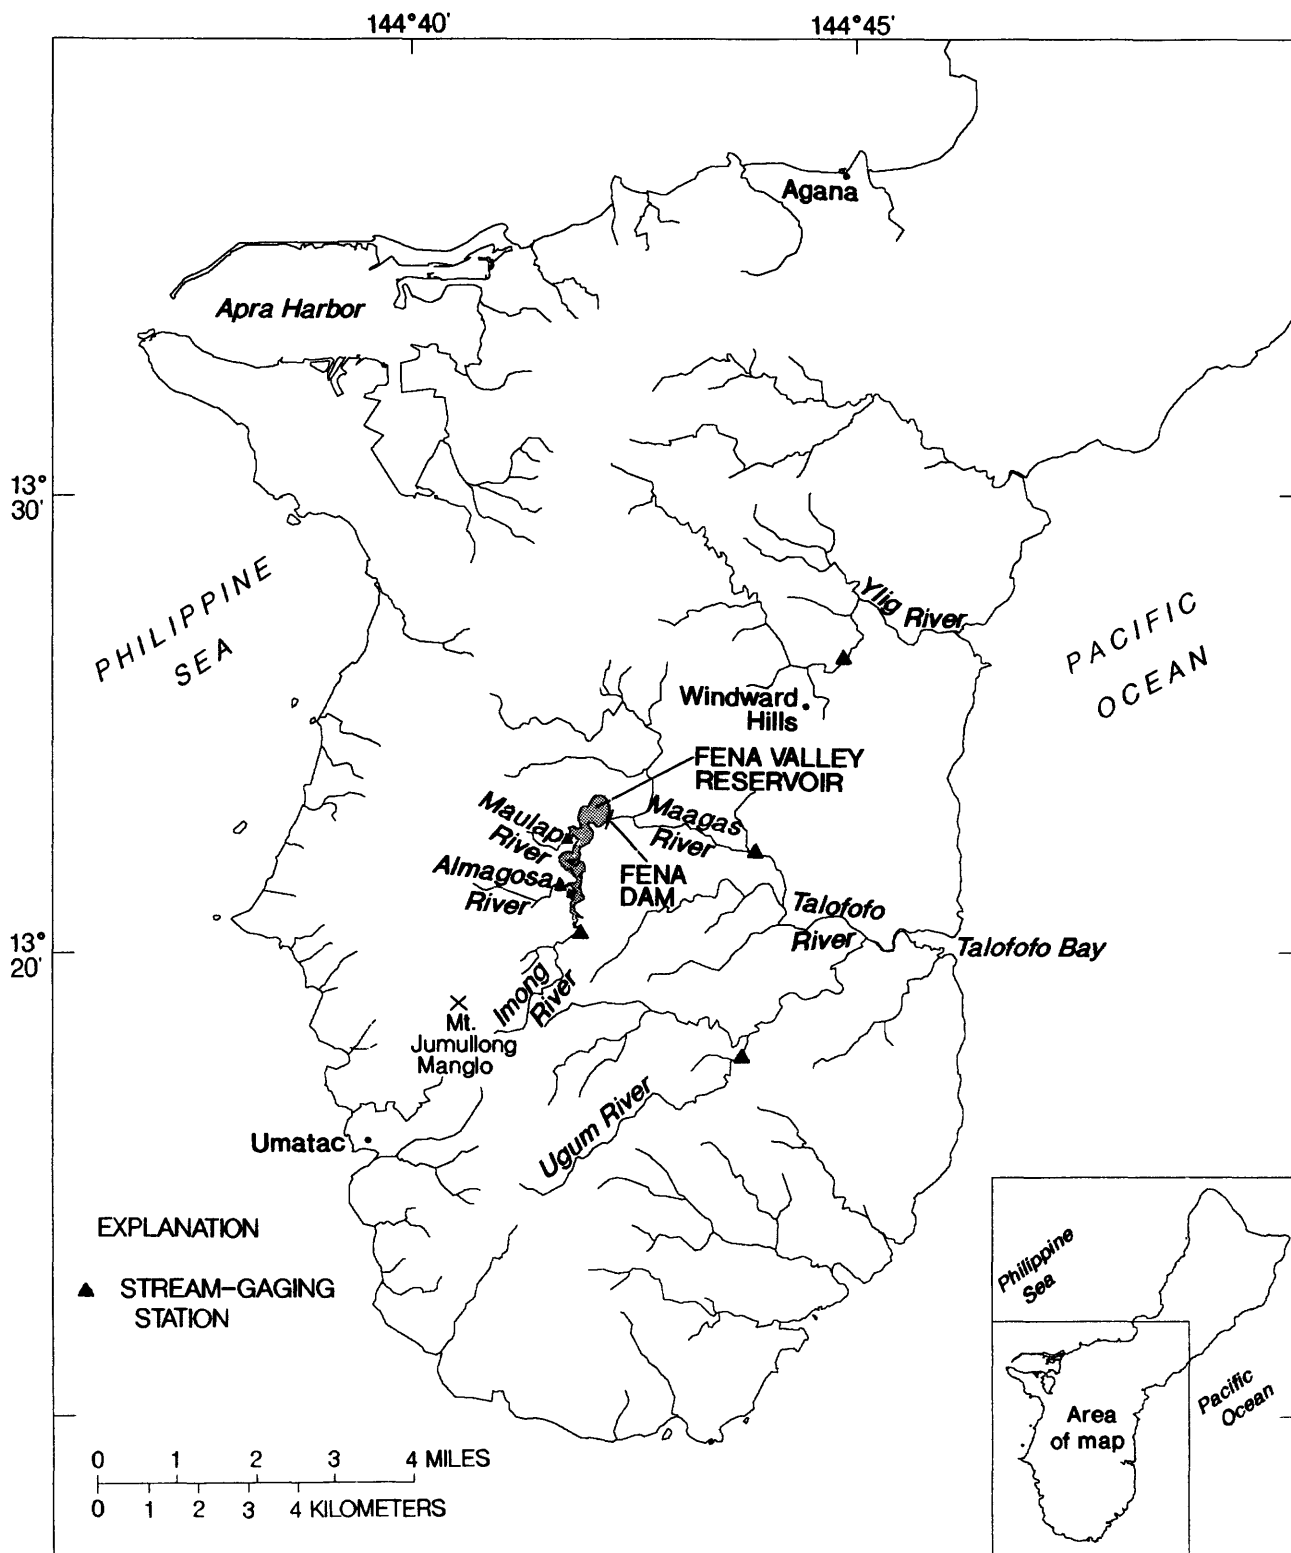 144°40'
144°45'
Agana
Apra Harbor
13°
30'
PHILIPPINE
SEA
Ylig River
PACIFIC
OCEAN
Windward
Hills
FENA VALLEY
RESERVOIR
Maulap
River
Maagas
River
Almagosa
River
FENA
DAM
Talofofo
River
13°
20'
Talofofo Bay
Imong
River
Mt.
Jumullong
Manglo
Ugum River
Umatac
EXPLANATION
STREAM-GAGING
STATION
Philippine
Sea
Pacific
Ocean
Area
of map
0 1 2 3 4 MILES
0 1 2 3 4 KILOMETERS